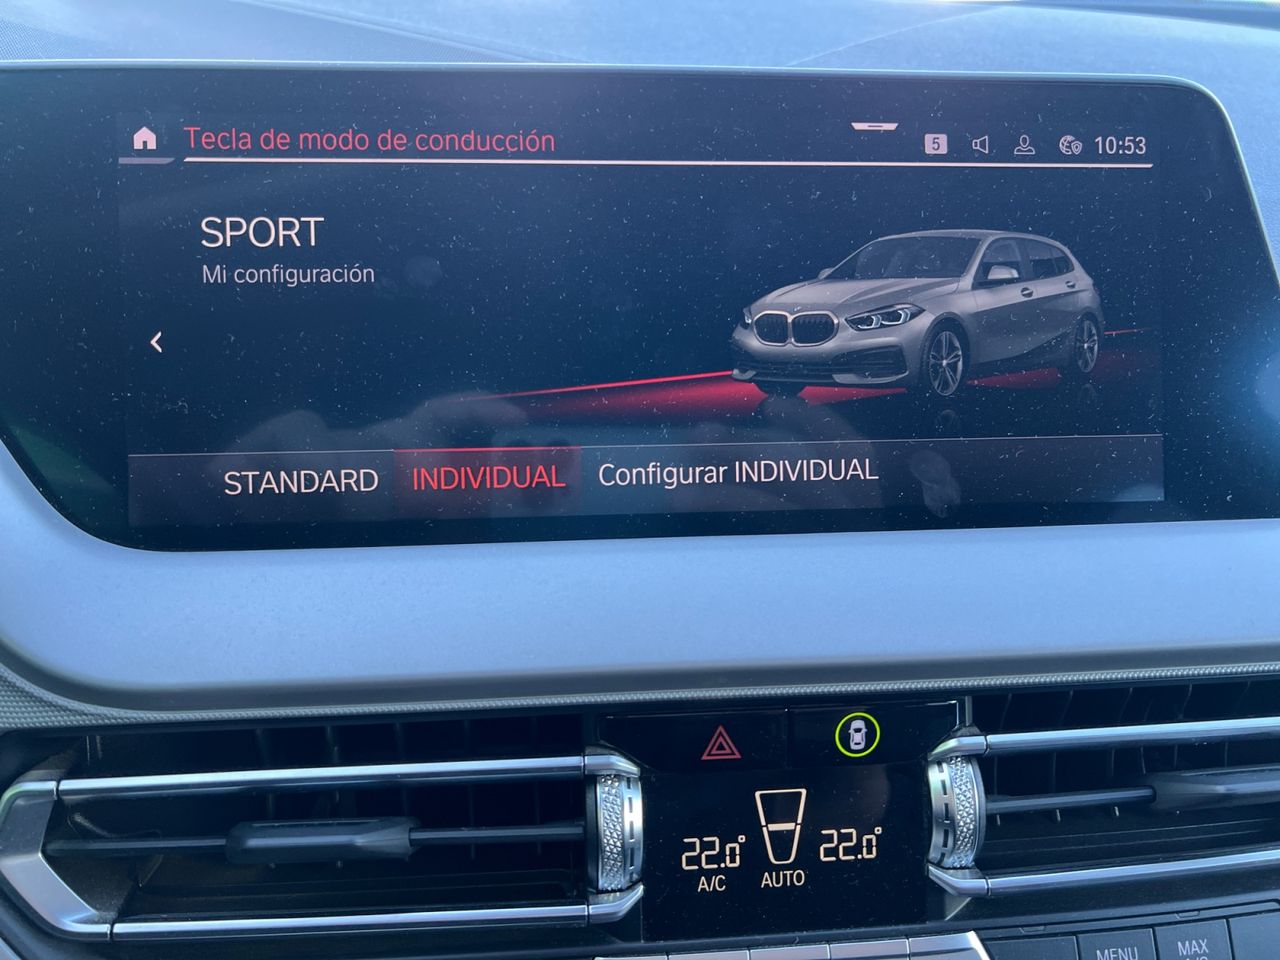 Tecla de modo de conducción
5
10:53
SPORT
Mi configuración
STANDARD INDIVIDUAL Configurar INDIVIDUAL
22.0° 22.0°
A/C AUTO
MENU MAX